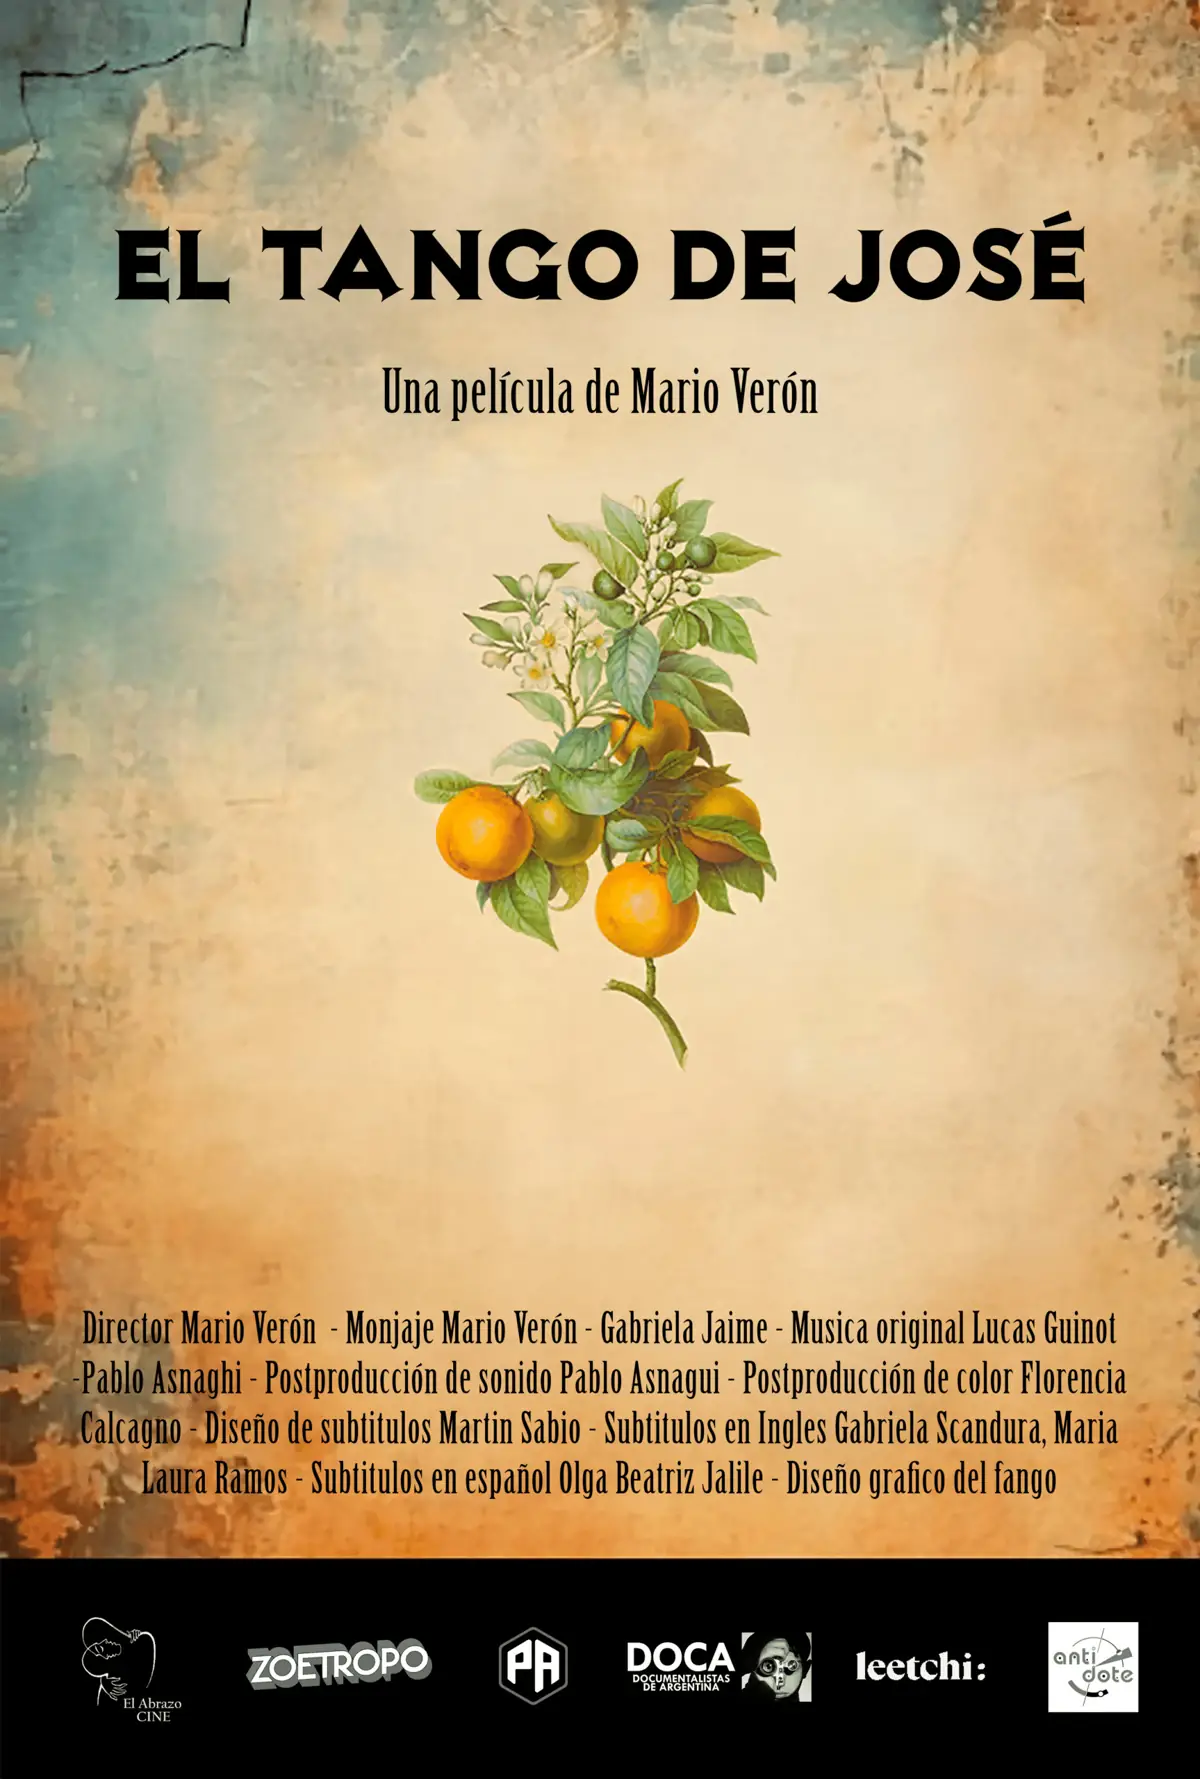 EL TANGO DE JOSÉ
Una película de Mario Verón
Director Mario Verón - Monjaje Mario Verón - Gabriela Jaime - Musica original Lucas Guinot
-Pablo Asnaghi - Postproducción de sonido Pablo Asnagui - Postproducción de color Florencia
Calcagno - Diseño de subtitulos Martin Sabio - Subtitulos en Ingles Gabriela Scandura, Maria
Laura Ramos - Subtitulos en español Olga Beatriz Jalile - Diseño grafico del fango
El Abrazo
CINE
ZOETROPO
PA
DOCA
DOCUMENTALISTAS
DE ARGENTINA
leetchi:
anti
dote